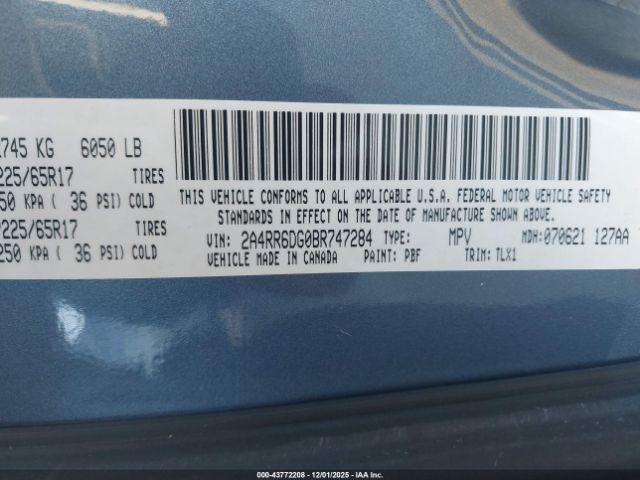 745 KG 6050 LB
225/65R17 TIRES
50 KPA ( 36 PSI) COLD
225/65R17 TIRES
250 KPA ( 36 PSI) COLD
THIS VEHICLE CONFORMS TO ALL APPLICABLE U.S.A. FEDERAL MOTOR VEHICLE SAFETY
STANDARDS IN EFFECT ON THE DATE OF MANUFACTURE SHOWN ABOVE.
VIN: 2A4RR6DG0BR747284 TYPE: MPV MDH: 070621 127AA
VEHICLE MADE IN CANADA PAINT: PBF TRIM: TLX1
000-43772208 • 12/01/2025 • IAA Inc.